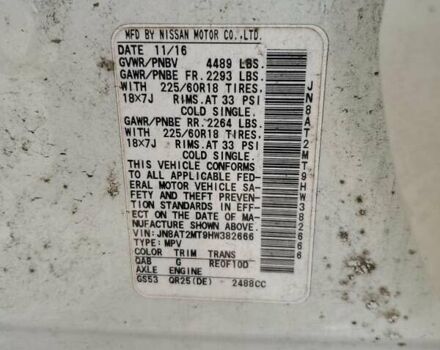 MFD BY NISSAN MOTOR CO.,LTD.
DATE 11/16
GVWR/PNBV 4489 LBS.
GAWR/PNBE FR. 2293 LBS.
WITH 225/60R18 TIRES,
18X7J RIMS,AT 33 PSI
COLD SINGLE.
GAWR/PNBE RR. 2264 LBS.
WITH 225/60R18 TIRES,
18X7J RIMS,AT 33 PSI
COLD SINGLE.
THIS VEHICLE CONFORMS
TO ALL APPLICABLE FED-
ERAL MOTOR VEHICLE SA-
FETY AND THEFT PREVENT-
ION STANDARDS IN EFF-
ECT ON THE DATE OF MA-
NUFACTURE SHOWN ABOVE.
VIN : JN8AT2MT9HW382666
TYPE: MPV
COLOR TRIM TRANS
QAB G RE0F10D
AXLE ENGINE
GS53 QR25(DE) 2488CC
JN8AT2MT9HW382666